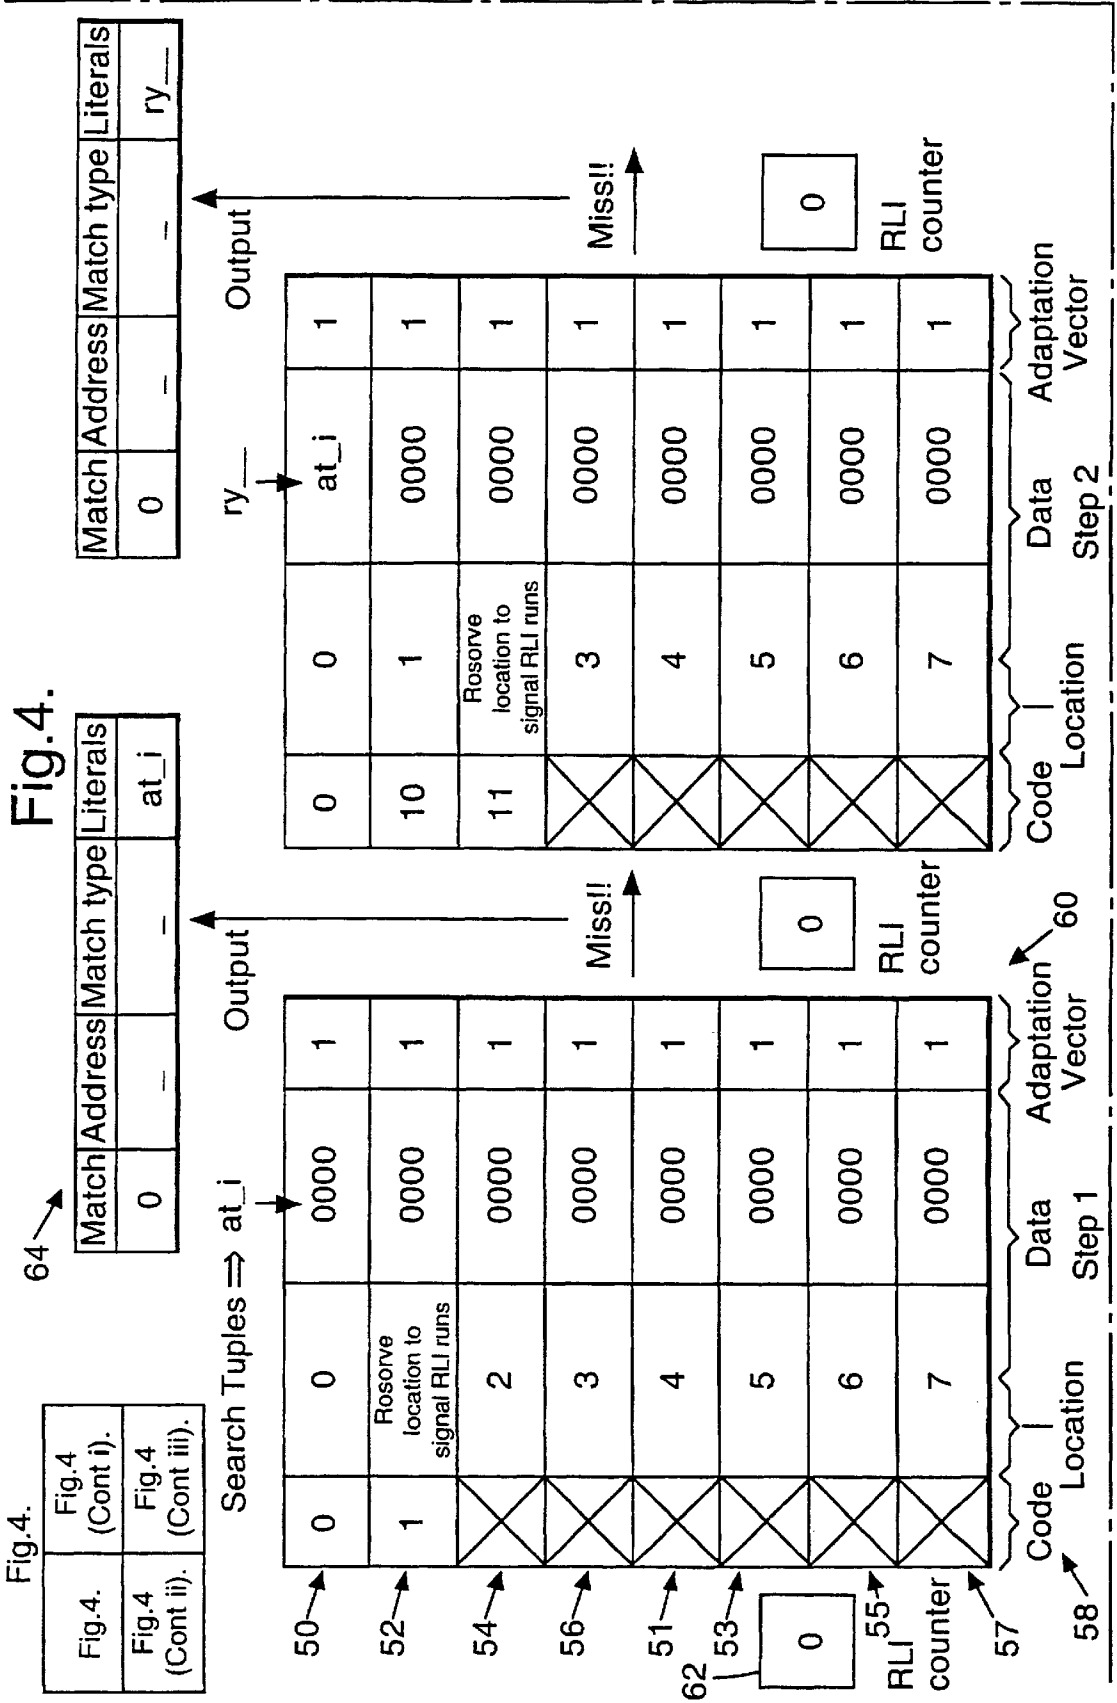 Fig.4.
Fig.4.
Fig.4. Fig.4
(Cont i).
Fig.4
(Cont ii). Fig.4
(Cont iii).
64
Match Address Match type Literals
0 – – at_i
Search Tuples ⇒ at_i
Output
50 0 0 0000 1
52 1 Rosorve
location to
signal RLI runs 0000 1
54 2 0000 1
56 3 0000 1
51 4 0000 1
53 5 0000 1
55 6 0000 1
57 7 0000 1
58 Code Location Data Adaptation
Vector
60
Step 1
62 0
RLI
counter
Miss!!
0
RLI
counter
Match Address Match type Literals
0 – – ry__
ry__
Output
0 0 at_i 1
10 1 0000 1
11 Rosorve
location to
signal RLI runs 0000 1
3 0000 1
4 0000 1
5 0000 1
6 0000 1
7 0000 1
Code Location Data Adaptation
Vector
Step 2
Miss!!
0
RLI
counter